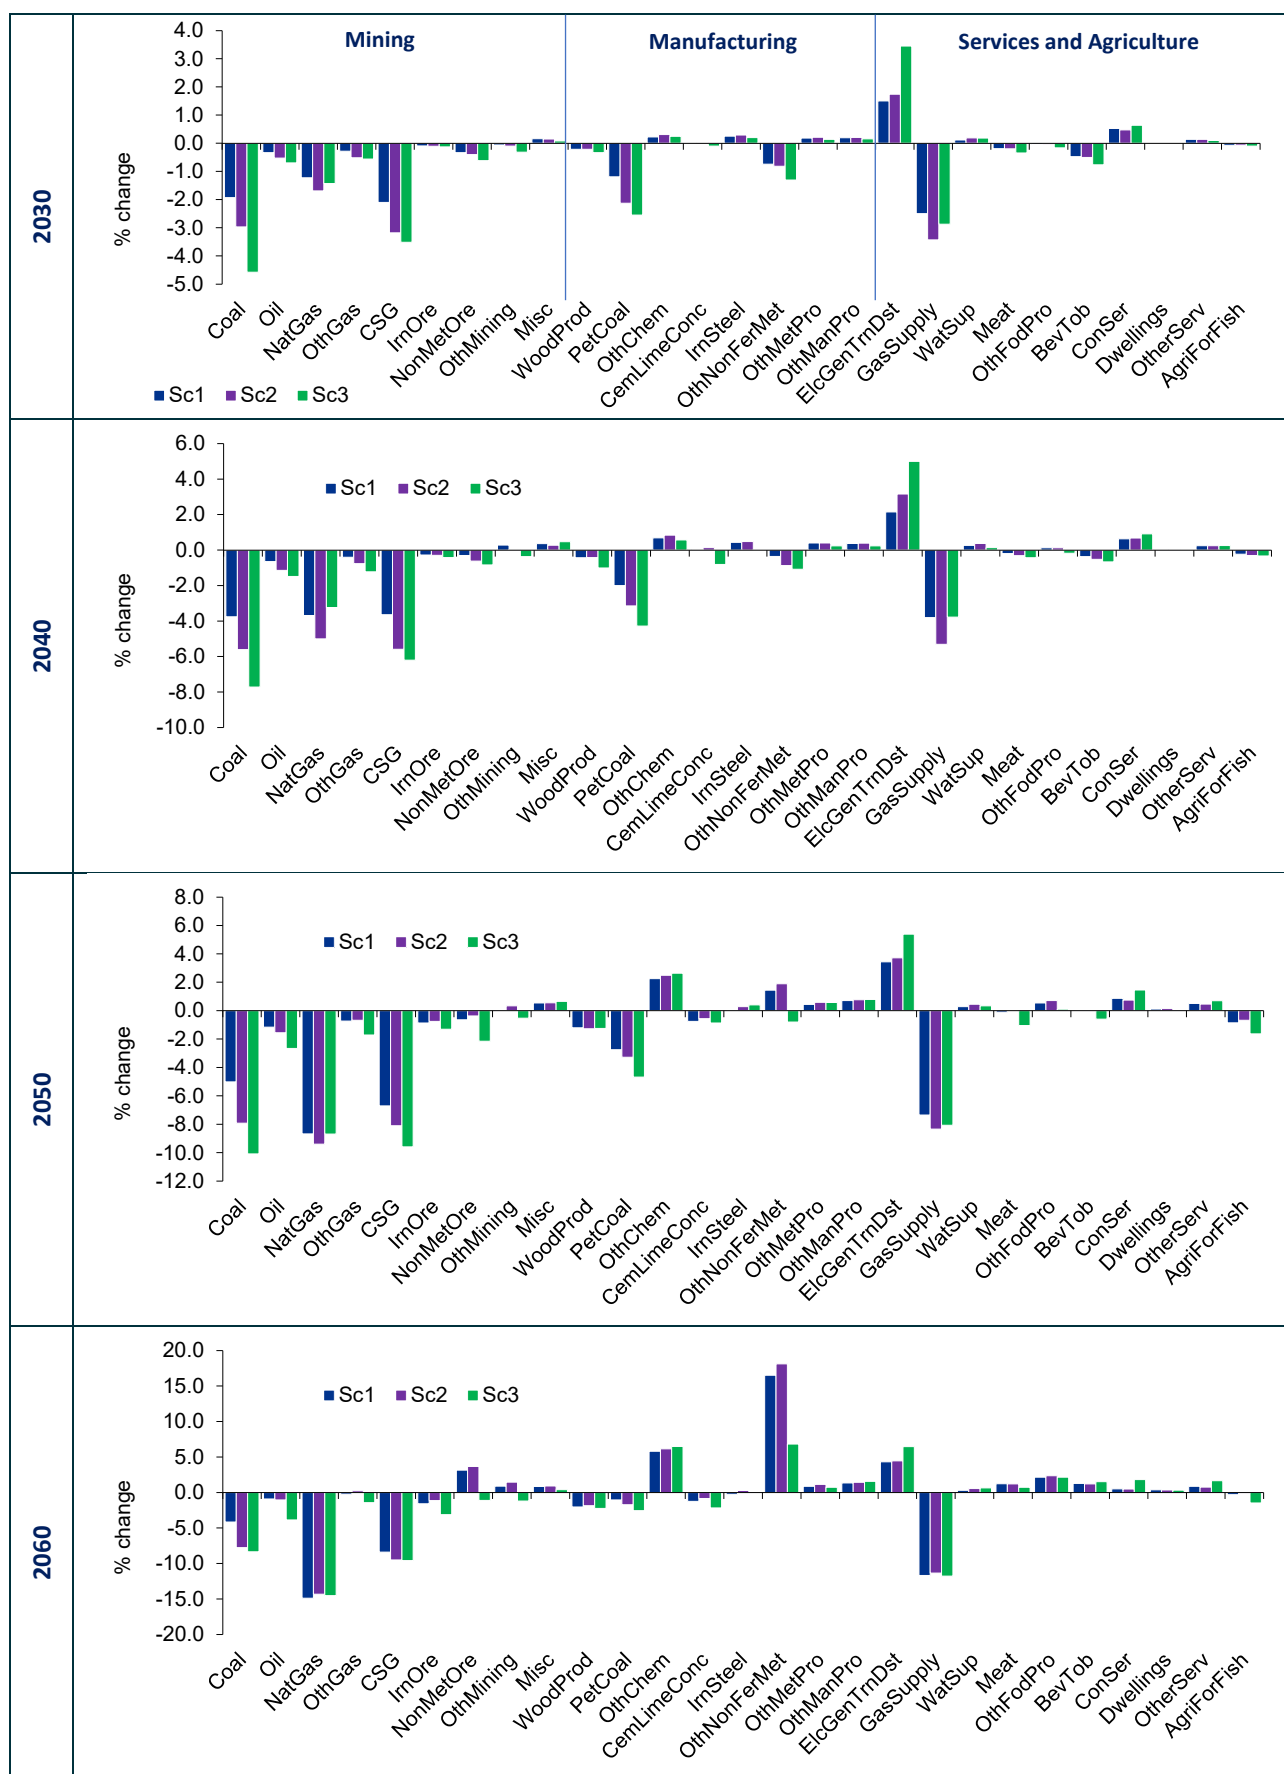 2030
Mining
Manufacturing
Services and Agriculture
% change
4.0
3.0
2.0
1.0
0.0
-1.0
-2.0
-3.0
-4.0
-5.0
Coal
Oil
NatGas
OthGas
CSG
IrnOre
NonMetOre
OthMining
Misc
WoodProd
PetCoal
OthChem
CemLimeConc
IrnSteel
OthNonFerMet
OthMetPro
OthManPro
ElcGenTrnDst
GasSupply
WatSup
Meat
OthFodPro
BevTob
ConSer
Dwellings
OtherServ
AgriForFish
Sc1 Sc2 Sc3
2040
% change
6.0
4.0
2.0
0.0
-2.0
-4.0
-6.0
-8.0
-10.0
Sc1 Sc2 Sc3
Coal
Oil
NatGas
OthGas
CSG
IrnOre
NonMetOre
OthMining
Misc
WoodProd
PetCoal
OthChem
CemLimeConc
IrnSteel
OthNonFerMet
OthMetPro
OthManPro
ElcGenTrnDst
GasSupply
WatSup
Meat
OthFodPro
BevTob
ConSer
Dwellings
OtherServ
AgriForFish
2050
% change
8.0
6.0
4.0
2.0
0.0
-2.0
-4.0
-6.0
-8.0
-10.0
-12.0
Sc1 Sc2 Sc3
Coal
Oil
NatGas
OthGas
CSG
IrnOre
NonMetOre
OthMining
Misc
WoodProd
PetCoal
OthChem
CemLimeConc
IrnSteel
OthNonFerMet
OthMetPro
OthManPro
ElcGenTrnDst
GasSupply
WatSup
Meat
OthFodPro
BevTob
ConSer
Dwellings
OtherServ
AgriForFish
2060
% change
20.0
15.0
10.0
5.0
0.0
-5.0
-10.0
-15.0
-20.0
Sc1 Sc2 Sc3
Coal
Oil
NatGas
OthGas
CSG
IrnOre
NonMetOre
OthMining
Misc
WoodProd
PetCoal
OthChem
CemLimeConc
IrnSteel
OthNonFerMet
OthMetPro
OthManPro
ElcGenTrnDst
GasSupply
WatSup
Meat
OthFodPro
BevTob
ConSer
Dwellings
OtherServ
AgriForFish